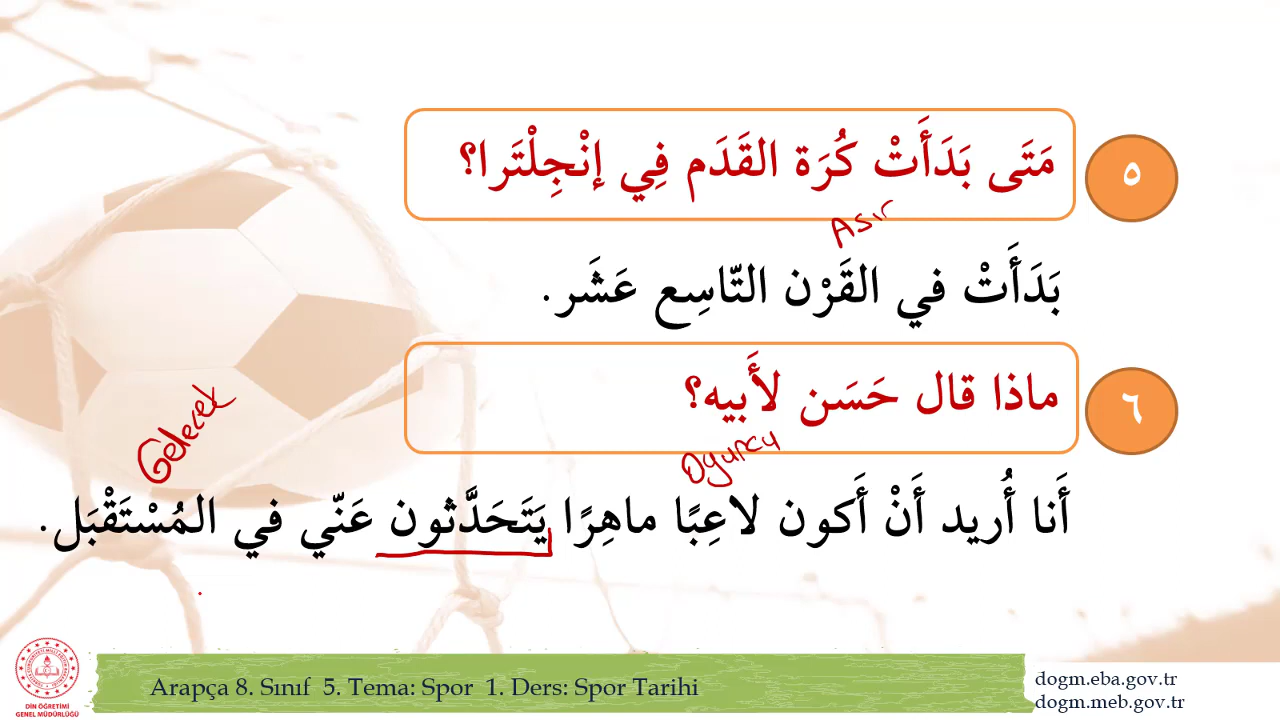 مَتَى بَدَأَتْ كُرَة القَدَم فِي إنْجِلْتَرا؟
٥
Asır
بَدَأَتْ في القَرْن التّاسِع عَشَر.
ماذا قال حَسَن لأَبيه؟
٦
Gelecek
Oyuncu
أَنا أُريد أَنْ أَكون لاعِبًا ماهِرًا يَتَحَدَّثون عَنّي في المُسْتَقْبَل.
DİN ÖĞRETİMİ
GENEL MÜDÜRLÜĞÜ
Arapça 8. Sınıf 5. Tema: Spor 1. Ders: Spor Tarihi
dogm.eba.gov.tr
dogm.meb.gov.tr